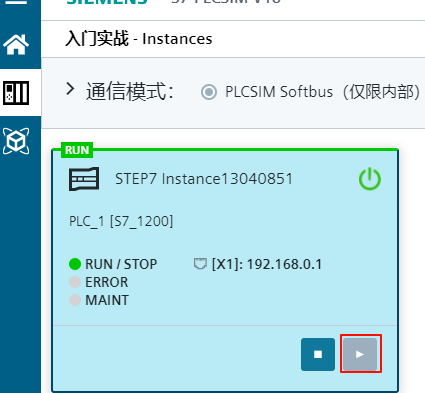 SIEMENS S7-PLCSIM V18
入门实战 - Instances
通信模式： PLCSIM Softbus（仅限内部）
RUN
STEP7 Instance13040851
PLC_1 [S7_1200]
RUN / STOP [X1]: 192.168.0.1
ERROR
MAINT